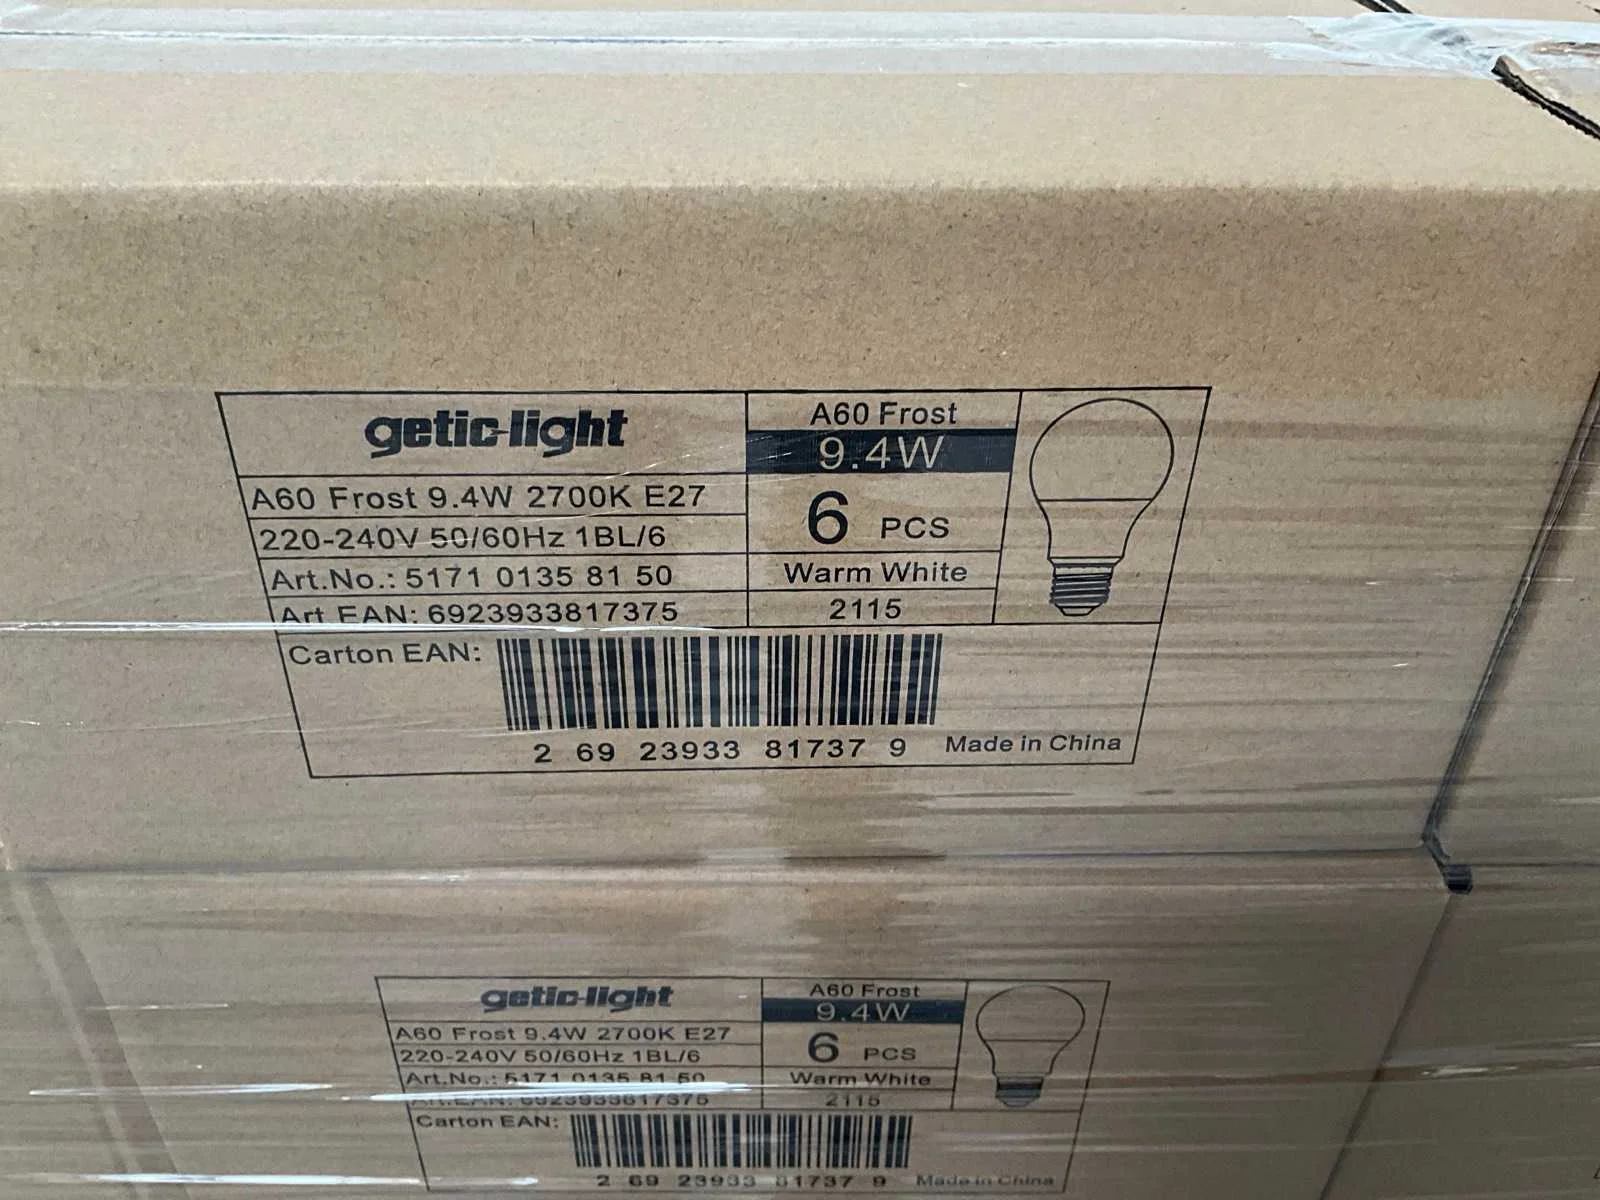 getic-light
A60 Frost 9.4W 2700K E27
220-240V 50/60Hz 1BL/6
Art.No.: 5171 0135 81 50
Art EAN: 6923933817375
A60 Frost
9.4W
6 PCS
Warm White
2115
Carton EAN:
2 69 23933 81737 9
Made in China
getic-light
A60 Frost 9.4W 2700K E27
220-240V 50/60Hz 1BL/6
Art.No.: 5171 0135 81 50
Art.EAN: 6923933817375
A60 Frost
9.4W
6 PCS
Warm White
2115
Carton EAN:
2 69 23933 81737 9
Made in China